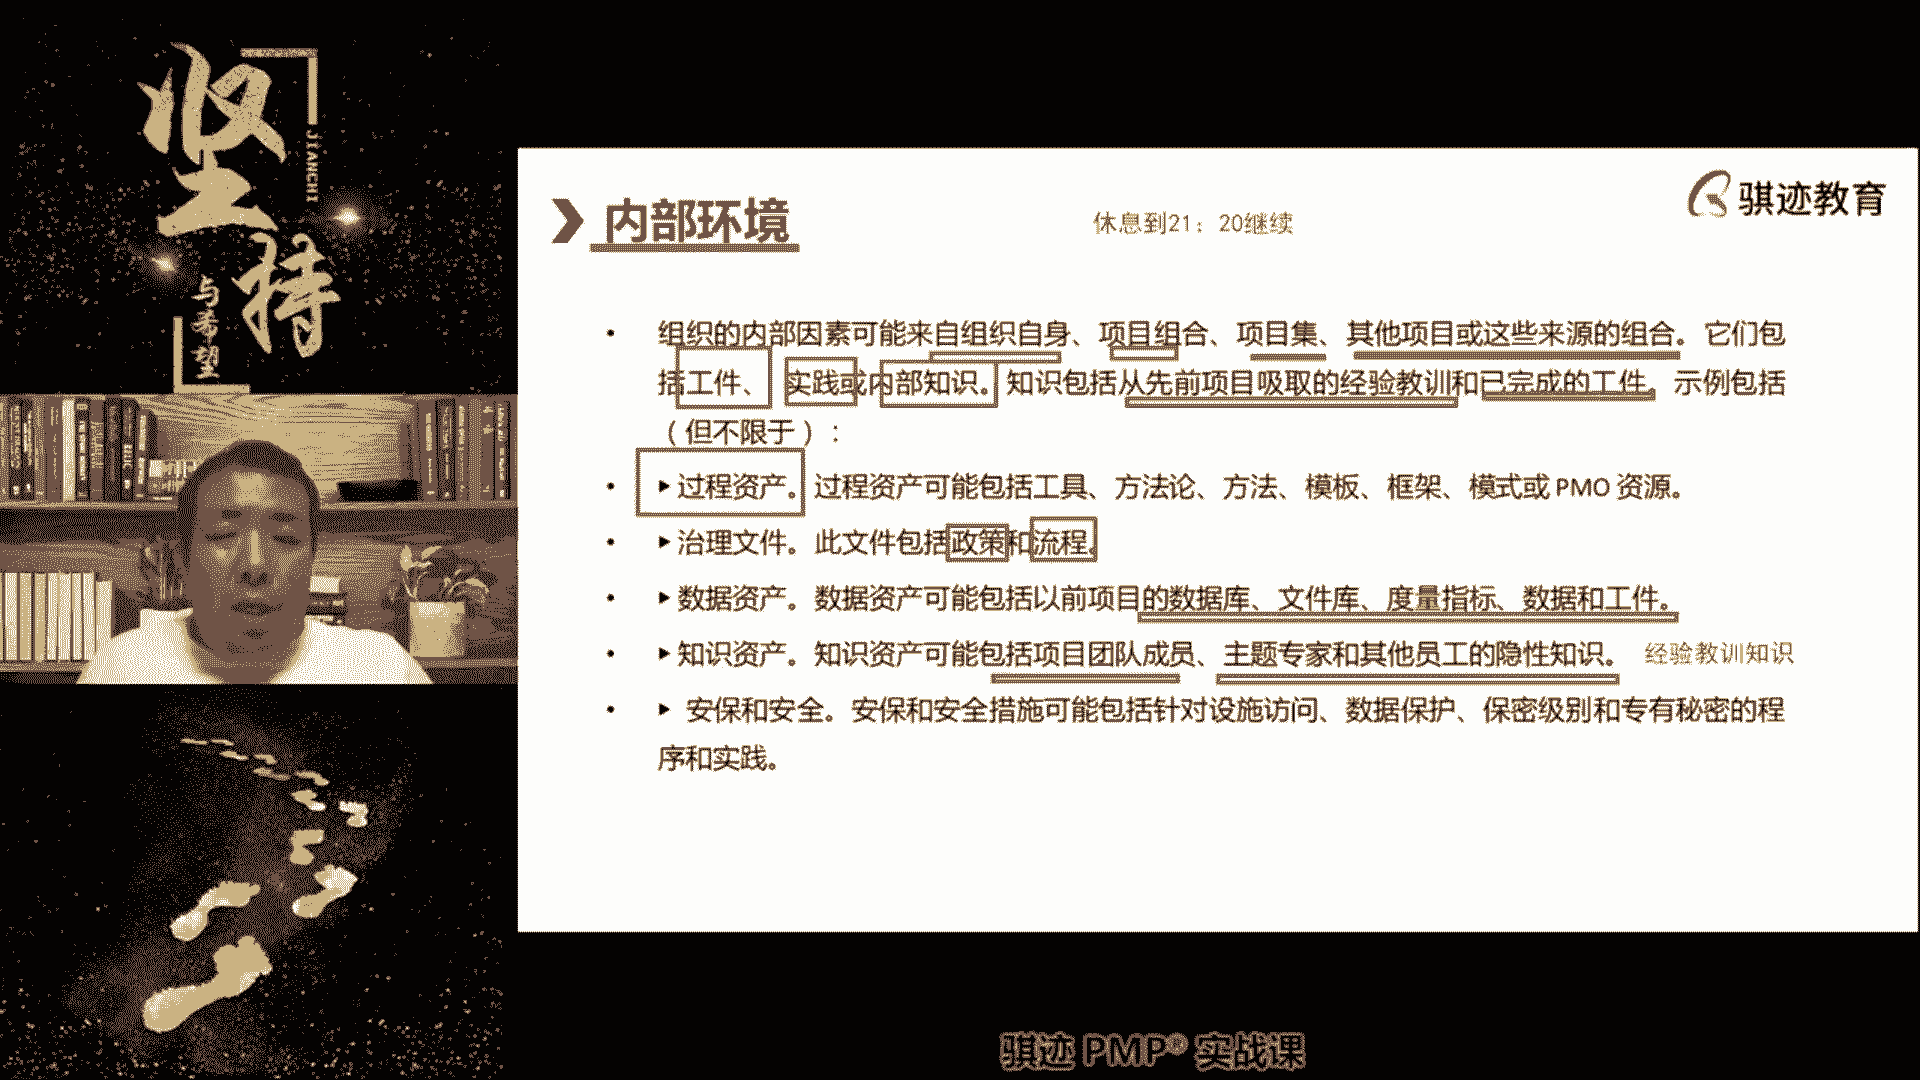 坚持
JIANCHI
与希望
骐迹教育
内部环境
休息到21：20继续
• 组织的内部因素可能来自组织自身、项目组合、项目集、其他项目或这些来源的组合。它们包
括工件、实践或内部知识。知识包括从先前项目吸取的经验教训和已完成的工件。示例包括
（但不限于）：
• ▶过程资产。过程资产可能包括工具、方法论、方法、模板、框架、模式或 PMO 资源。
• ▶治理文件。此文件包括政策和流程。
• ▶数据资产。数据资产可能包括以前项目的数据库、文件库、度量指标、数据和工件。
• ▶知识资产。知识资产可能包括项目团队成员、主题专家和其他员工的隐性知识。 经验教训知识
• ▶ 安保和安全。安保和安全措施可能包括针对设施访问、数据保护、保密级别和专有秘密的程
序和实践。
骐迹 PMP® 实战课